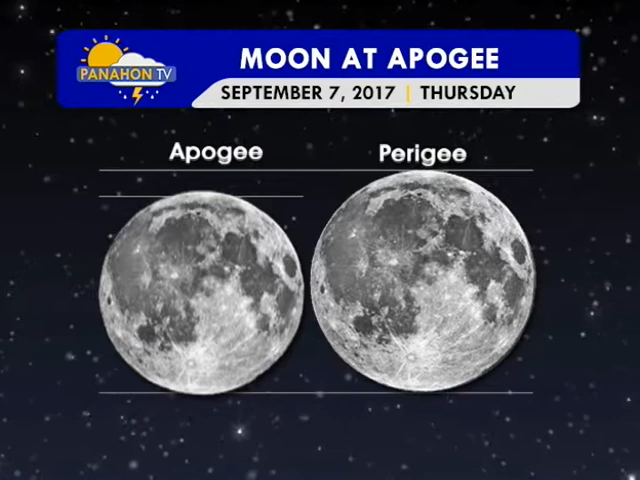 PANAHON TV
MOON AT APOGEE
SEPTEMBER 7, 2017 | THURSDAY
Apogee
Perigee